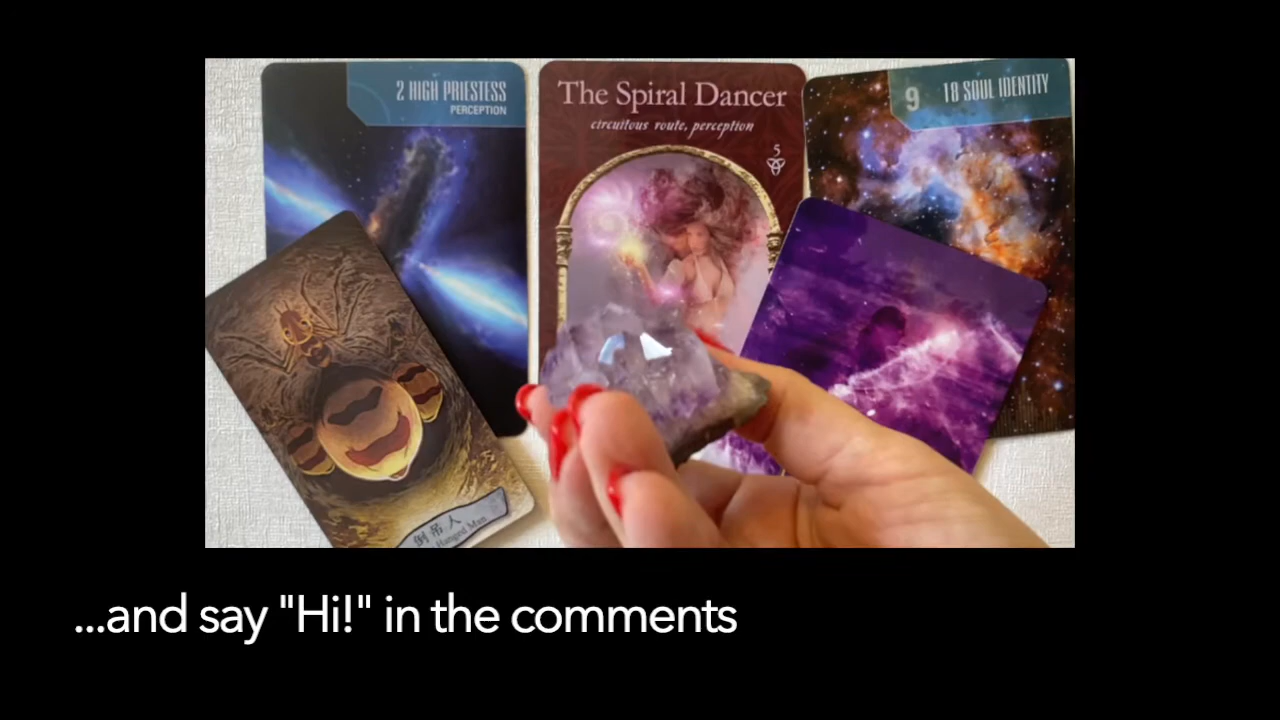 2 HIGH PRIESTESS
PERCEPTION
The Spiral Dancer
circuitous route, perception
5
9 18 SOUL IDENTITY
倒吊人
Hanged Man
...and say "Hi!" in the comments